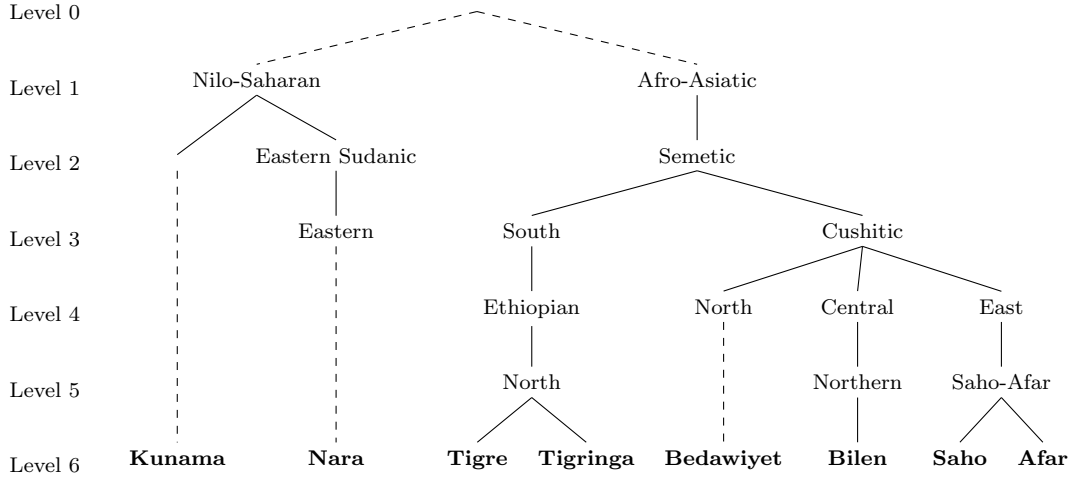 Level 0
Level 1 Nilo-Saharan Afro-Asiatic
Level 2 Eastern Sudanic Semetic
Level 3 Eastern South Cushitic
Level 4 Ethiopian North Central East
Level 5 North Northern Saho-Afar
Level 6 Kunama Nara Tigre Tigringa Bedawiyet Bilen Saho Afar